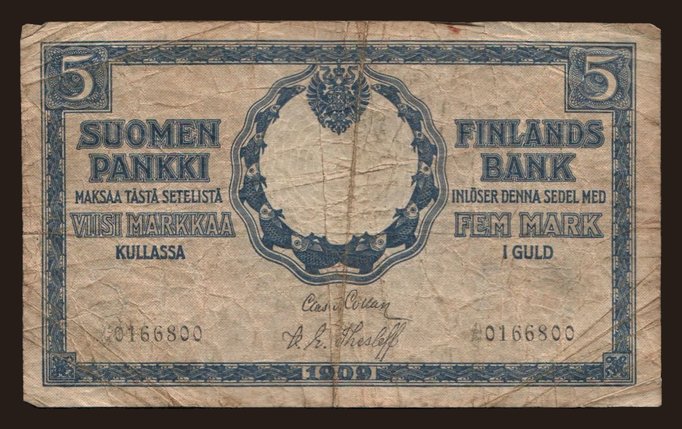 5 5
SUOMEN
PANKKI
MAKSAA TÄSTÄ SETELISTÄ
VIISI MARKKAA
KULLASSA
FINLANDS
BANK
INLÖSER DENNA SEDEL MED
FEM MARK
I GULD
0166800 0166800
Thesleff
1909